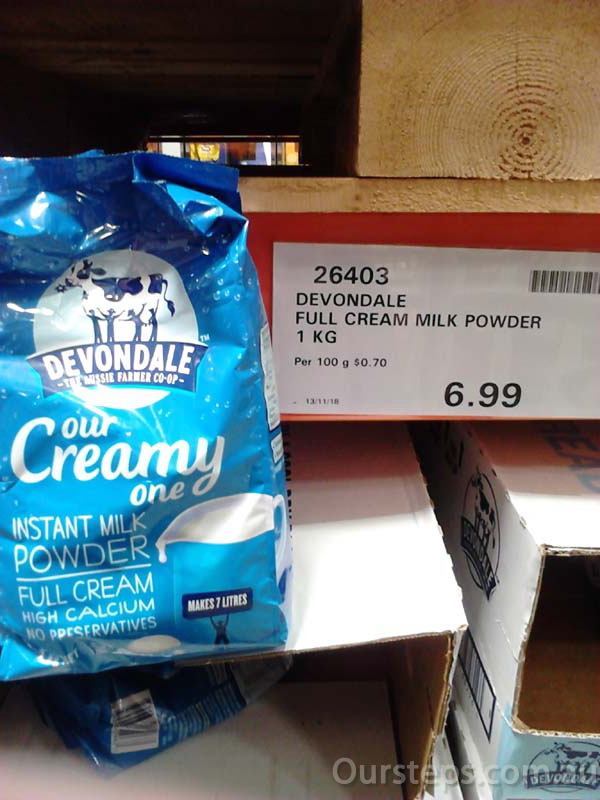 DEVONDALE
THE AUSSIE FARMER CO-OP
TM
our
Creamy
one
INSTANT MILK
POWDER
FULL CREAM
HIGH CALCIUM
NO PRESERVATIVES
MAKES 7 LITRES
26403
DEVONDALE
FULL CREAM MILK POWDER
1 KG
Per 100 g $0.70
13/11/18
6.99
DEVONDALE
Oursteps.com.au